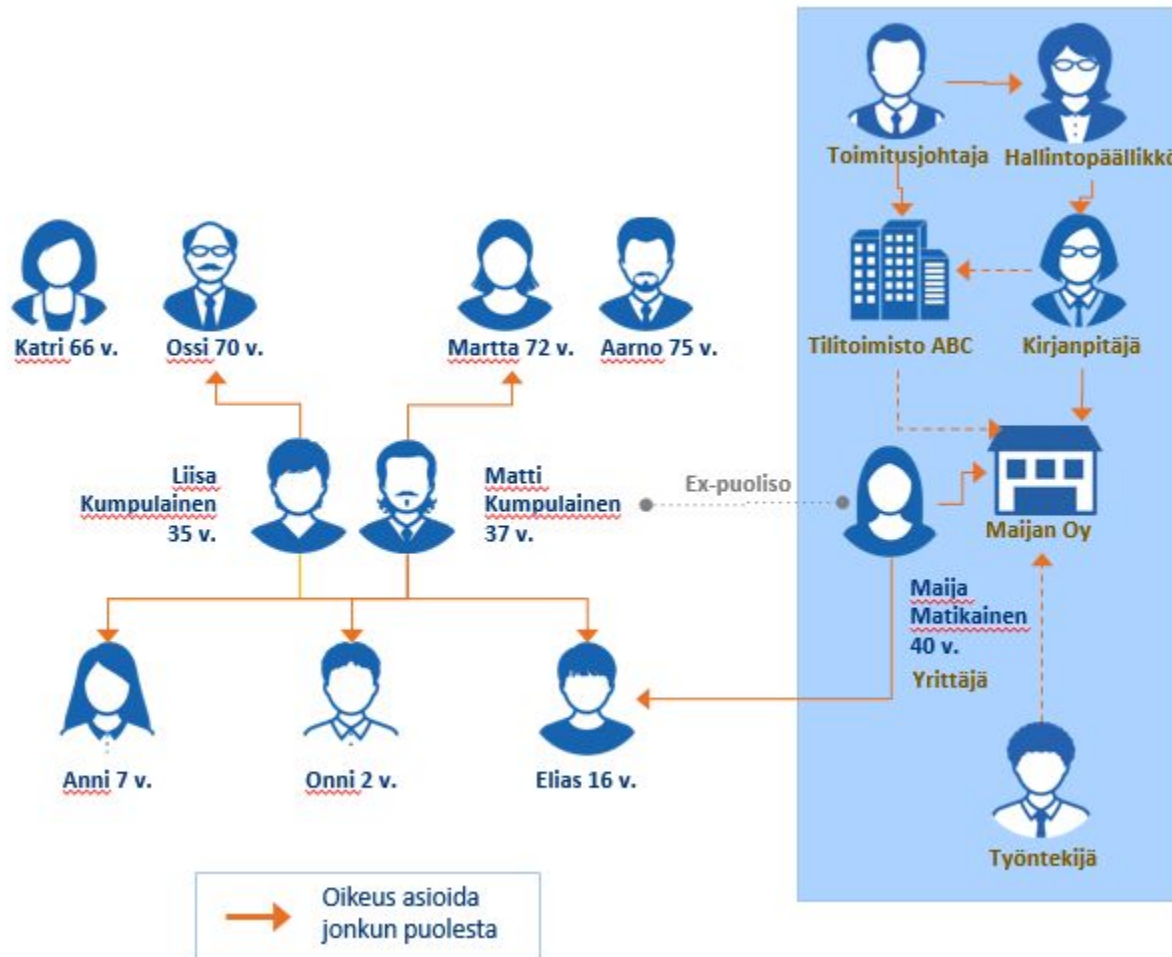 Toimitusjohtaja
Hallintopäällikkö
Katri 66 v.
Ossi 70 v.
Martta 72 v.
Aarno 75 v.
Tilitoimisto ABC
Kirjanpitäjä
Liisa
Kumpulainen
35 v.
Matti
Kumpulainen
37 v.
Ex-puoliso
Maijan Oy
Maija
Matikainen
40 v.
Yrittäjä
Anni 7 v.
Onni 2 v.
Elias 16 v.
Työntekijä
Oikeus asioida
jonkun puolesta